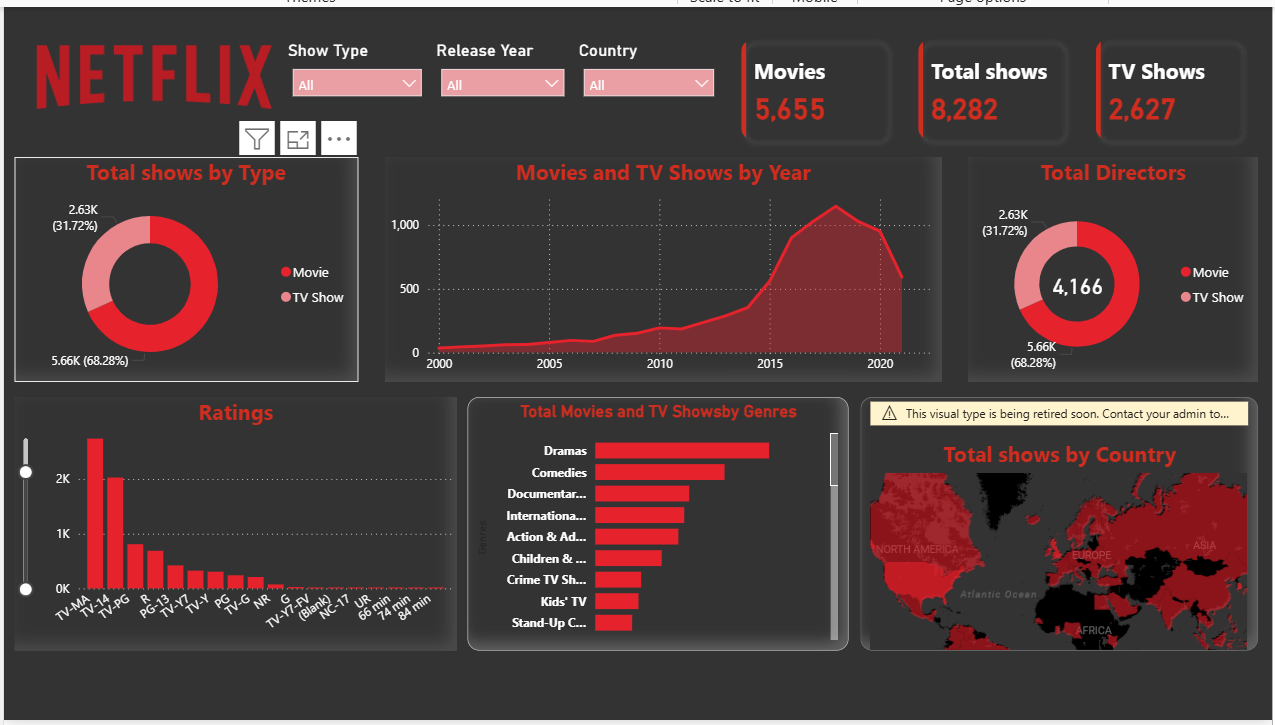 Themes
Scale to fit
Mobile
Page options
NETFLIX
Show Type
Release Year
Country
All
All
All
Movies
5,655
Total shows
8,282
TV Shows
2,627
Total shows by Type
2.63K
(31.72%)
5.66K (68.28%)
Movie
TV Show
Movies and TV Shows by Year
1,000
500
0
2000
2005
2010
2015
2020
Total Directors
2.63K
(31.72%)
4,166
5.66K
(68.28%)
Movie
TV Show
Ratings
2K
1K
0K
TV-MA
TV-14
TV-PG
R
PG-13
TV-Y7
TV-Y
PG
TV-G
NR
G
TV-Y7-FV
(Blank)
NC-17
UR
66 min
74 min
84 min
Total Movies and TV Showsby Genres
Genres
Dramas
Comedies
Documentar...
Internationa...
Action & Ad...
Children & ...
Crime TV Sh...
Kids' TV
Stand-Up C...
This visual type is being retired soon. Contact your admin to...
Total shows by Country
NORTH AMERICA
EUROPE
ASIA
Atlantic Ocean
AFRICA